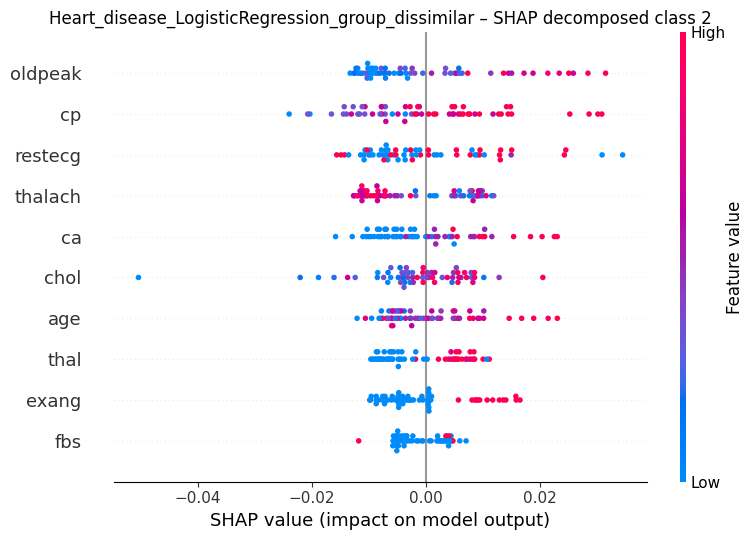 Heart_disease_LogisticRegression_group_dissimilar – SHAP decomposed class 2
High
oldpeak
cp
restecg
thalach
ca
chol
age
thal
exang
fbs
Feature value
Low
−0.04 −0.02 0.00 0.02
SHAP value (impact on model output)